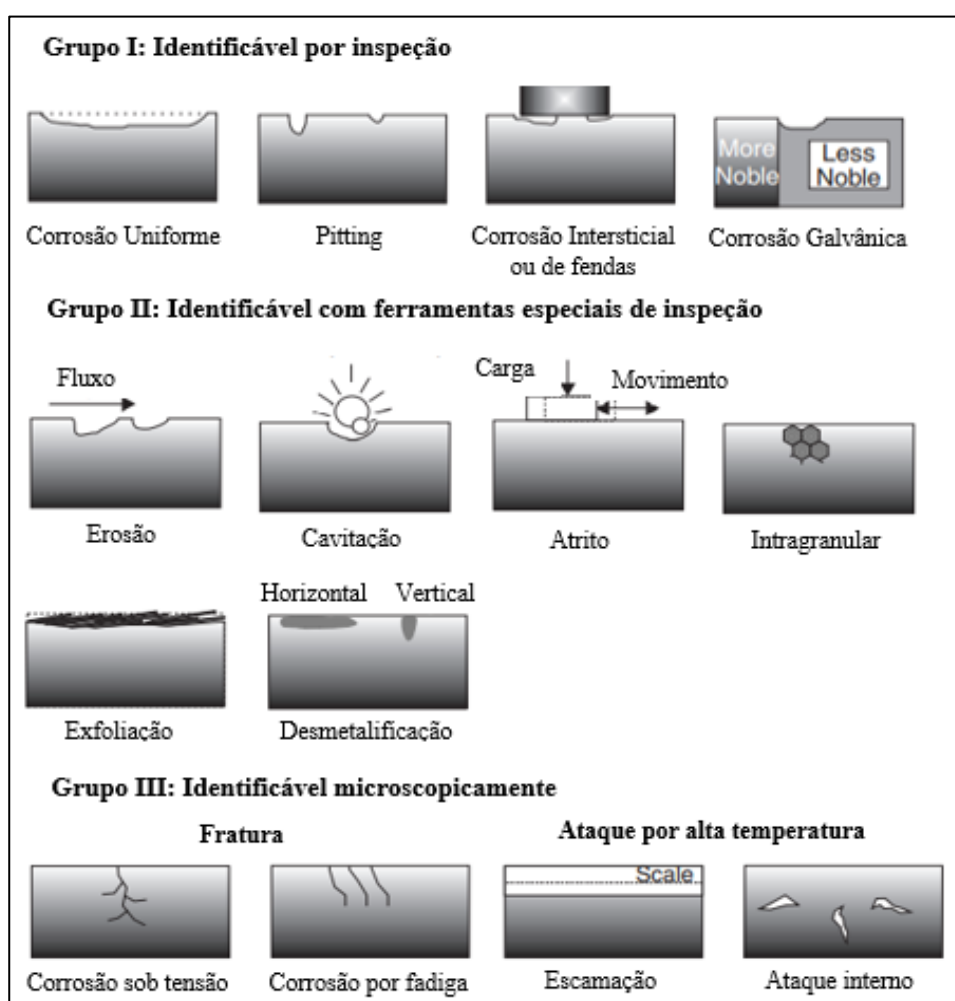 Grupo I: Identificável por inspeção
More
Noble
Less
Noble
Corrosão Uniforme
Pitting
Corrosão Intersticial
ou de fendas
Corrosão Galvânica
Grupo II: Identificável com ferramentas especiais de inspeção
Fluxo
Carga
Movimento
Erosão
Cavitação
Atrito
Intragranular
Horizontal
Vertical
Exfoliação
Desmetalificação
Grupo III: Identificável microscopicamente
Fratura
Ataque por alta temperatura
Scale
Corrosão sob tensão
Corrosão por fadiga
Escamação
Ataque interno